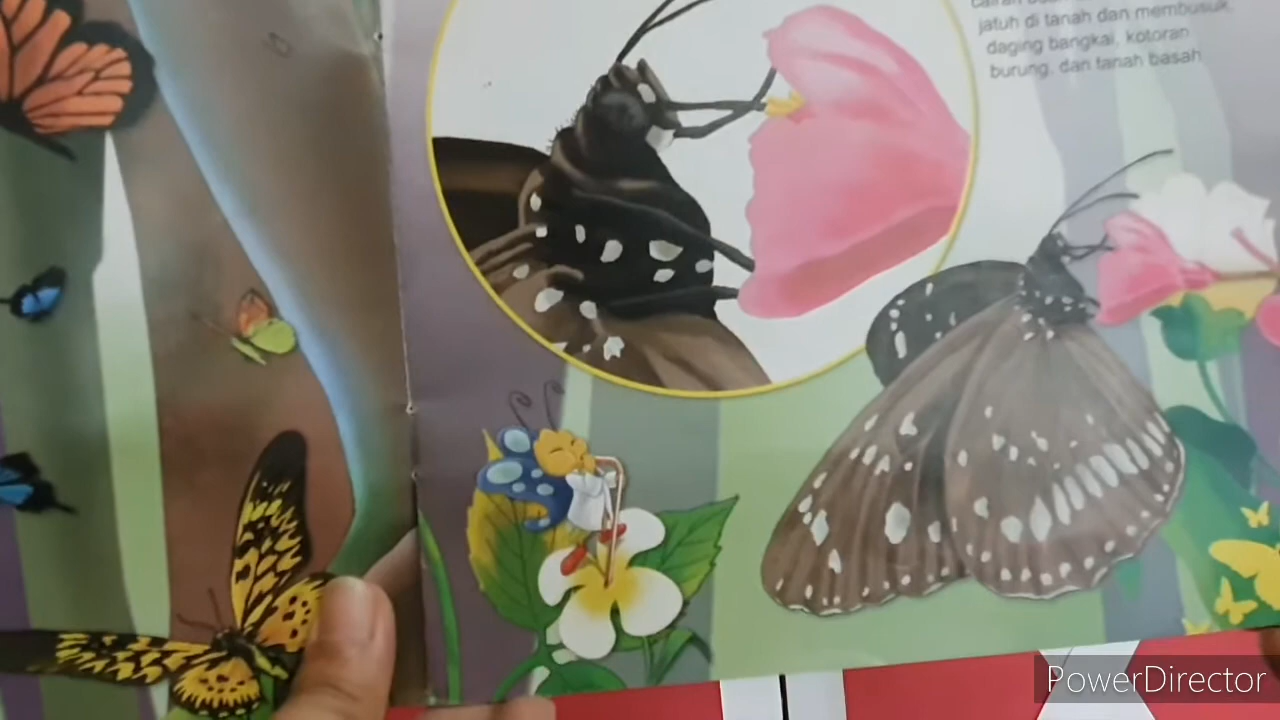 jatuh di tanah dan membusuk,
daging bangkai, kotoran
burung, dan tanah basah
PowerDirector